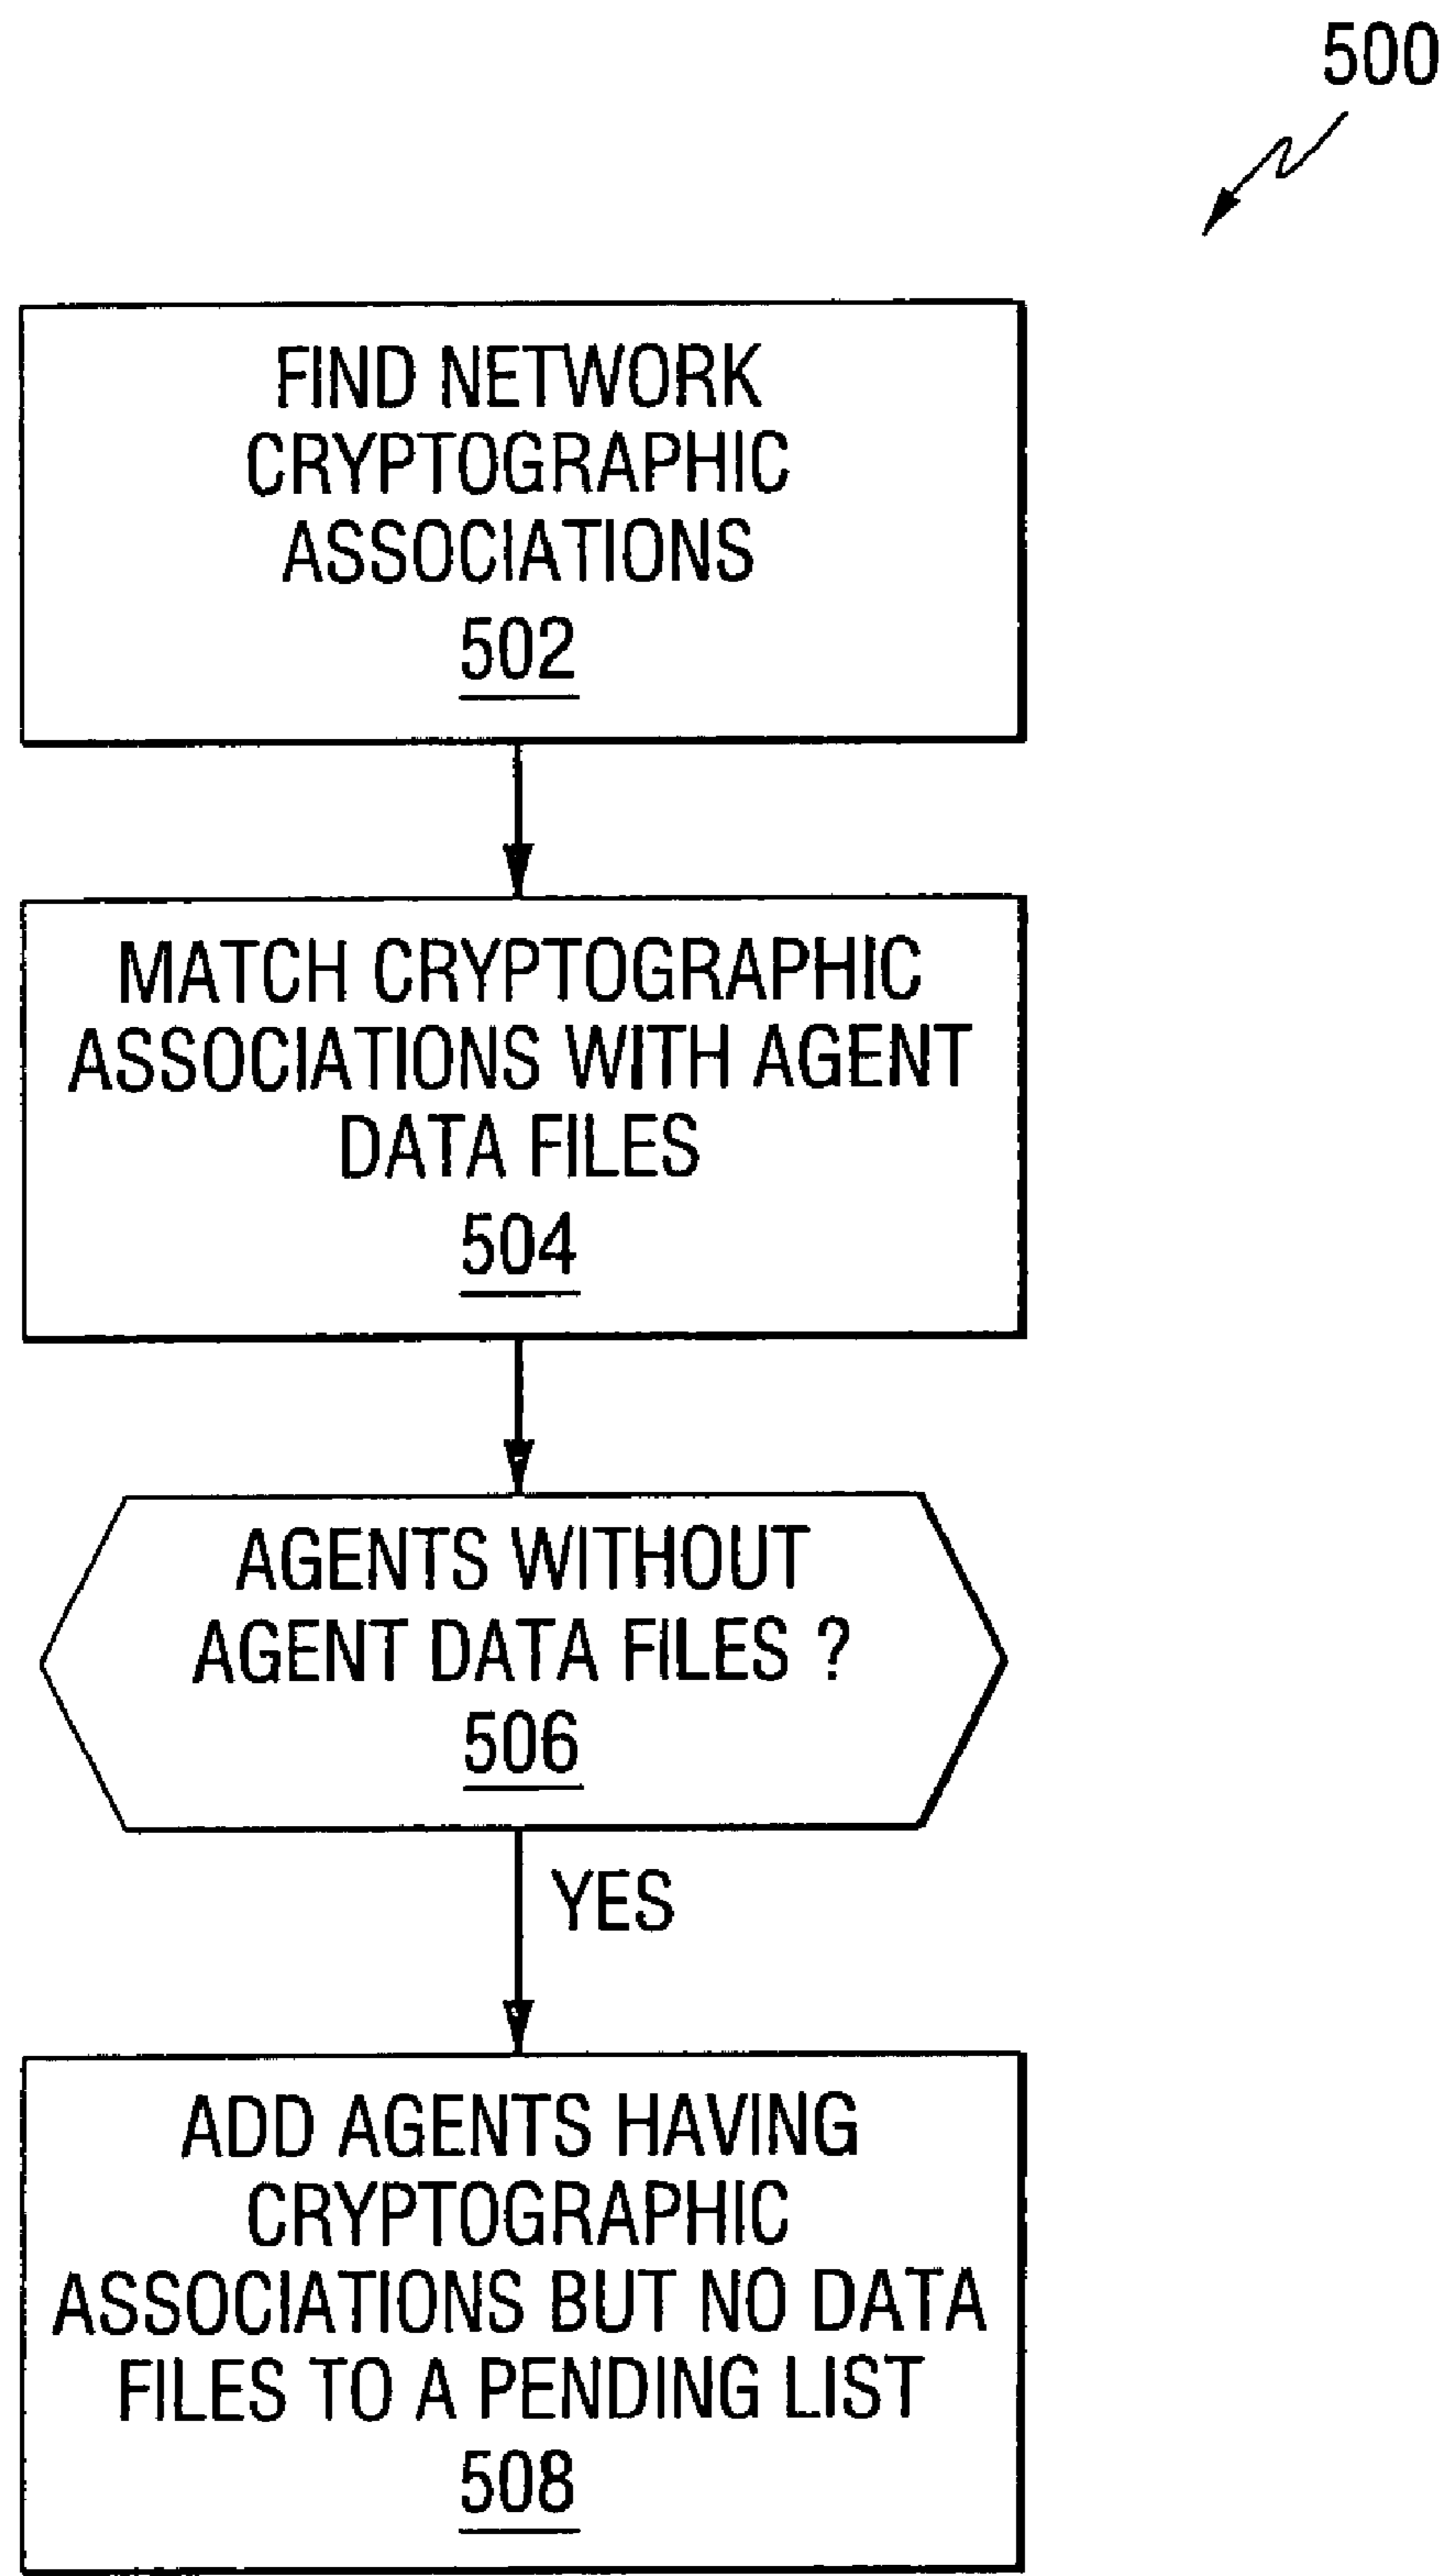 500
FIND NETWORK
CRYPTOGRAPHIC
ASSOCIATIONS
502
MATCH CRYPTOGRAPHIC
ASSOCIATIONS WITH AGENT
DATA FILES
504
AGENTS WITHOUT
AGENT DATA FILES ?
506
YES
ADD AGENTS HAVING
CRYPTOGRAPHIC
ASSOCIATIONS BUT NO DATA
FILES TO A PENDING LIST
508